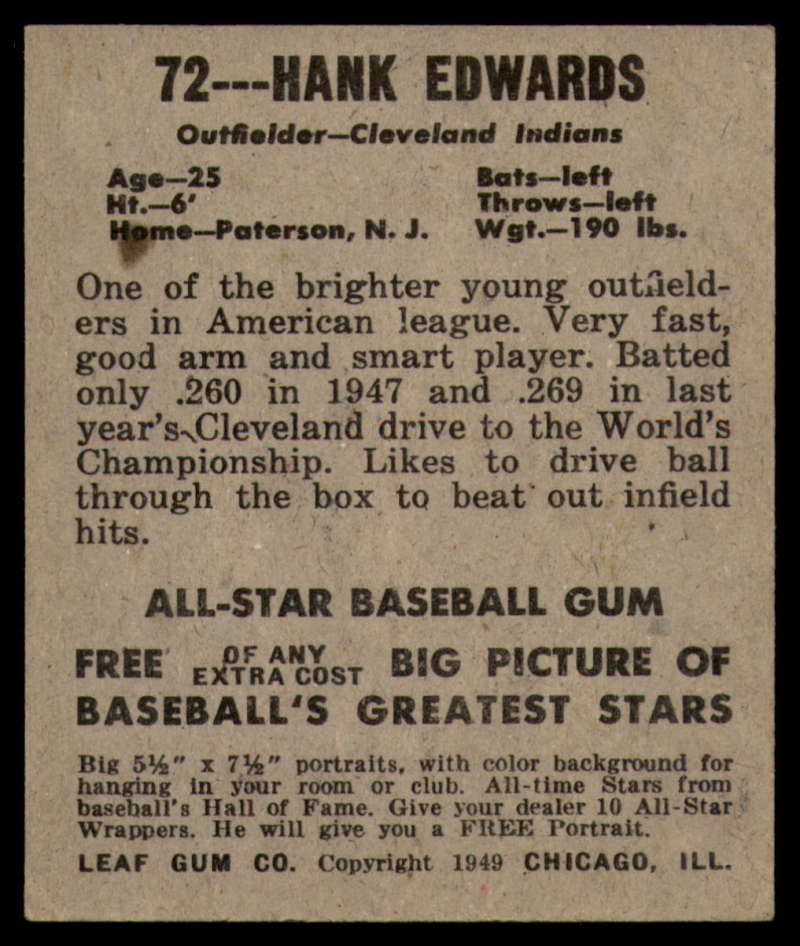 72---HANK EDWARDS
Outfielder—Cleveland Indians
Age—25 Bats—left
Ht.—6' Throws—left
Home—Paterson, N. J. Wgt.—190 lbs.
One of the brighter young outfield-
ers in American league. Very fast,
good arm and smart player. Batted
only .260 in 1947 and .269 in last
year's Cleveland drive to the World's
Championship. Likes to drive ball
through the box to beat out infield
hits.
ALL-STAR BASEBALL GUM
FREE OF ANY EXTRA COST BIG PICTURE OF
BASEBALL'S GREATEST STARS
Big 5½" x 7½" portraits, with color background for
hanging in your room or club. All-time Stars from
baseball's Hall of Fame. Give your dealer 10 All-Star
Wrappers. He will give you a FREE Portrait.
LEAF GUM CO. Copyright 1949 CHICAGO, ILL.